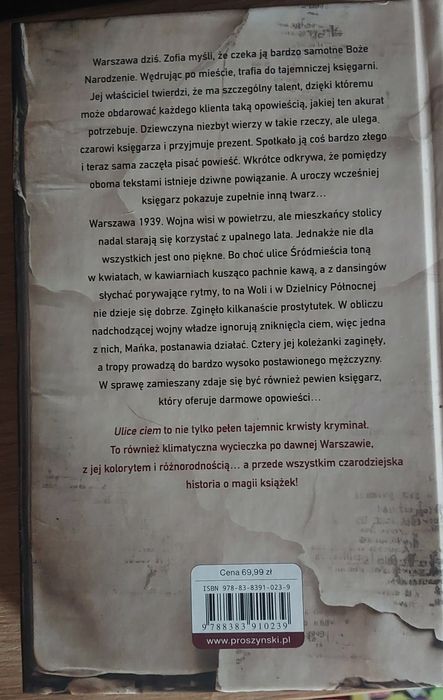 Warszawa dziś. Zofia myśli, że czeka ją bardzo samotne Boże
Narodzenie. Wędrując po mieście, trafia do tajemniczej księgarni.
Jej właściciel twierdzi, że ma szczególny talent, dzięki któremu
może obdarować każdego klienta taką opowieścią, jakiej ten akurat
potrzebuje. Dziewczyna niezbyt wierzy w takie rzeczy, ale ulega
czarowi księgarza i przyjmuje prezent. Spotkało ją coś bardzo złego
i teraz sama zaczęła pisać powieść. Wkrótce odkrywa, że pomiędzy
oboma tekstami istnieje dziwne powiązanie. A uroczy wcześniej
księgarz pokazuje zupełnie inną twarz...
Warszawa 1939. Wojna wisi w powietrzu, ale mieszkańcy stolicy
nadal starają się korzystać z upalnego lata. Jednakże nie dla
wszystkich jest ono piękne. Bo choć ulice Śródmieścia toną
w kwiatach, w kawiarniach kusząco pachnie kawą, a z dansingów
słychać porywające rytmy, to na Woli i w Dzielnicy Północnej
nie dzieje się dobrze. Zginęło kilkanaście prostytutek. W obliczu
nadchodzącej wojny władze ignorują zniknięcia ciem, więc jedna
z nich, Mańka, postanawia działać. Cztery jej koleżanki zaginęły,
a tropy prowadzą do bardzo wysoko postawionego mężczyzny.
W sprawę zamieszany zdaje się być również pewien księgarz,
który oferuje darmowe opowieści...
Ulice ciem to nie tylko pełen tajemnic krwisty kryminał.
To również klimatyczna wycieczka po dawnej Warszawie,
z jej kolorytem i różnorodnością... a przede wszystkim czarodziejska
historia o magii książek!
Cena 69,99 zł
ISBN 978-83-8391-023-9
9 788383 910239
www.proszynski.pl